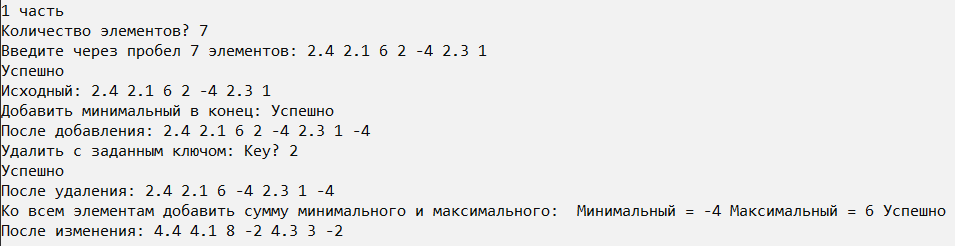 1 часть
Количество элементов? 7
Введите через пробел 7 элементов: 2.4 2.1 6 2 -4 2.3 1
Успешно
Исходный: 2.4 2.1 6 2 -4 2.3 1
Добавить минимальный в конец: Успешно
После добавления: 2.4 2.1 6 2 -4 2.3 1 -4
Удалить с заданным ключом: Key? 2
Успешно
После удаления: 2.4 2.1 6 -4 2.3 1 -4
Ко всем элементам добавить сумму минимального и максимального:  Минимальный = -4 Максимальный = 6 Успешно
После изменения: 4.4 4.1 8 -2 4.3 3 -2